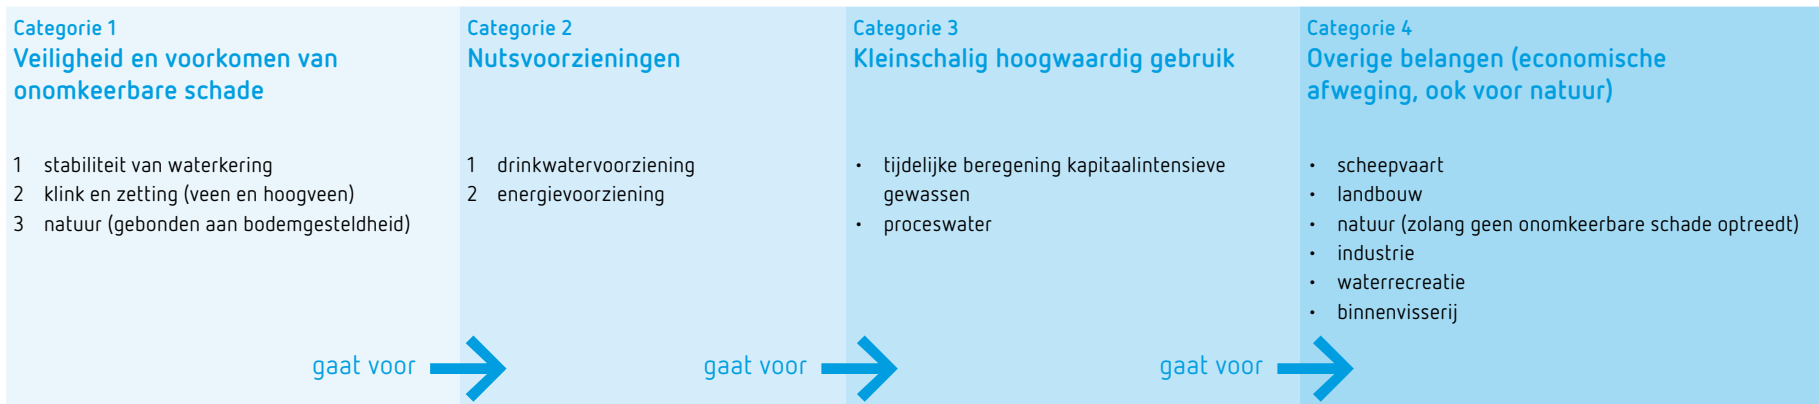 Categorie 1
Veiligheid en voorkomen van
onomkeerbare schade
1 stabiliteit van waterkering
2 klink en zetting (veen en hoogveen)
3 natuur (gebonden aan bodemgesteldheid)
gaat voor
Categorie 2
Nutsvoorzieningen
1 drinkwatervoorziening
2 energievoorziening
gaat voor
Categorie 3
Kleinschalig hoogwaardig gebruik
• tijdelijke beregening kapitaalintensieve
gewassen
• proceswater
gaat voor
Categorie 4
Overige belangen (economische
afweging, ook voor natuur)
• scheepvaart
• landbouw
• natuur (zolang geen onomkeerbare schade optreedt)
• industrie
• waterrecreatie
• binnenvisserij